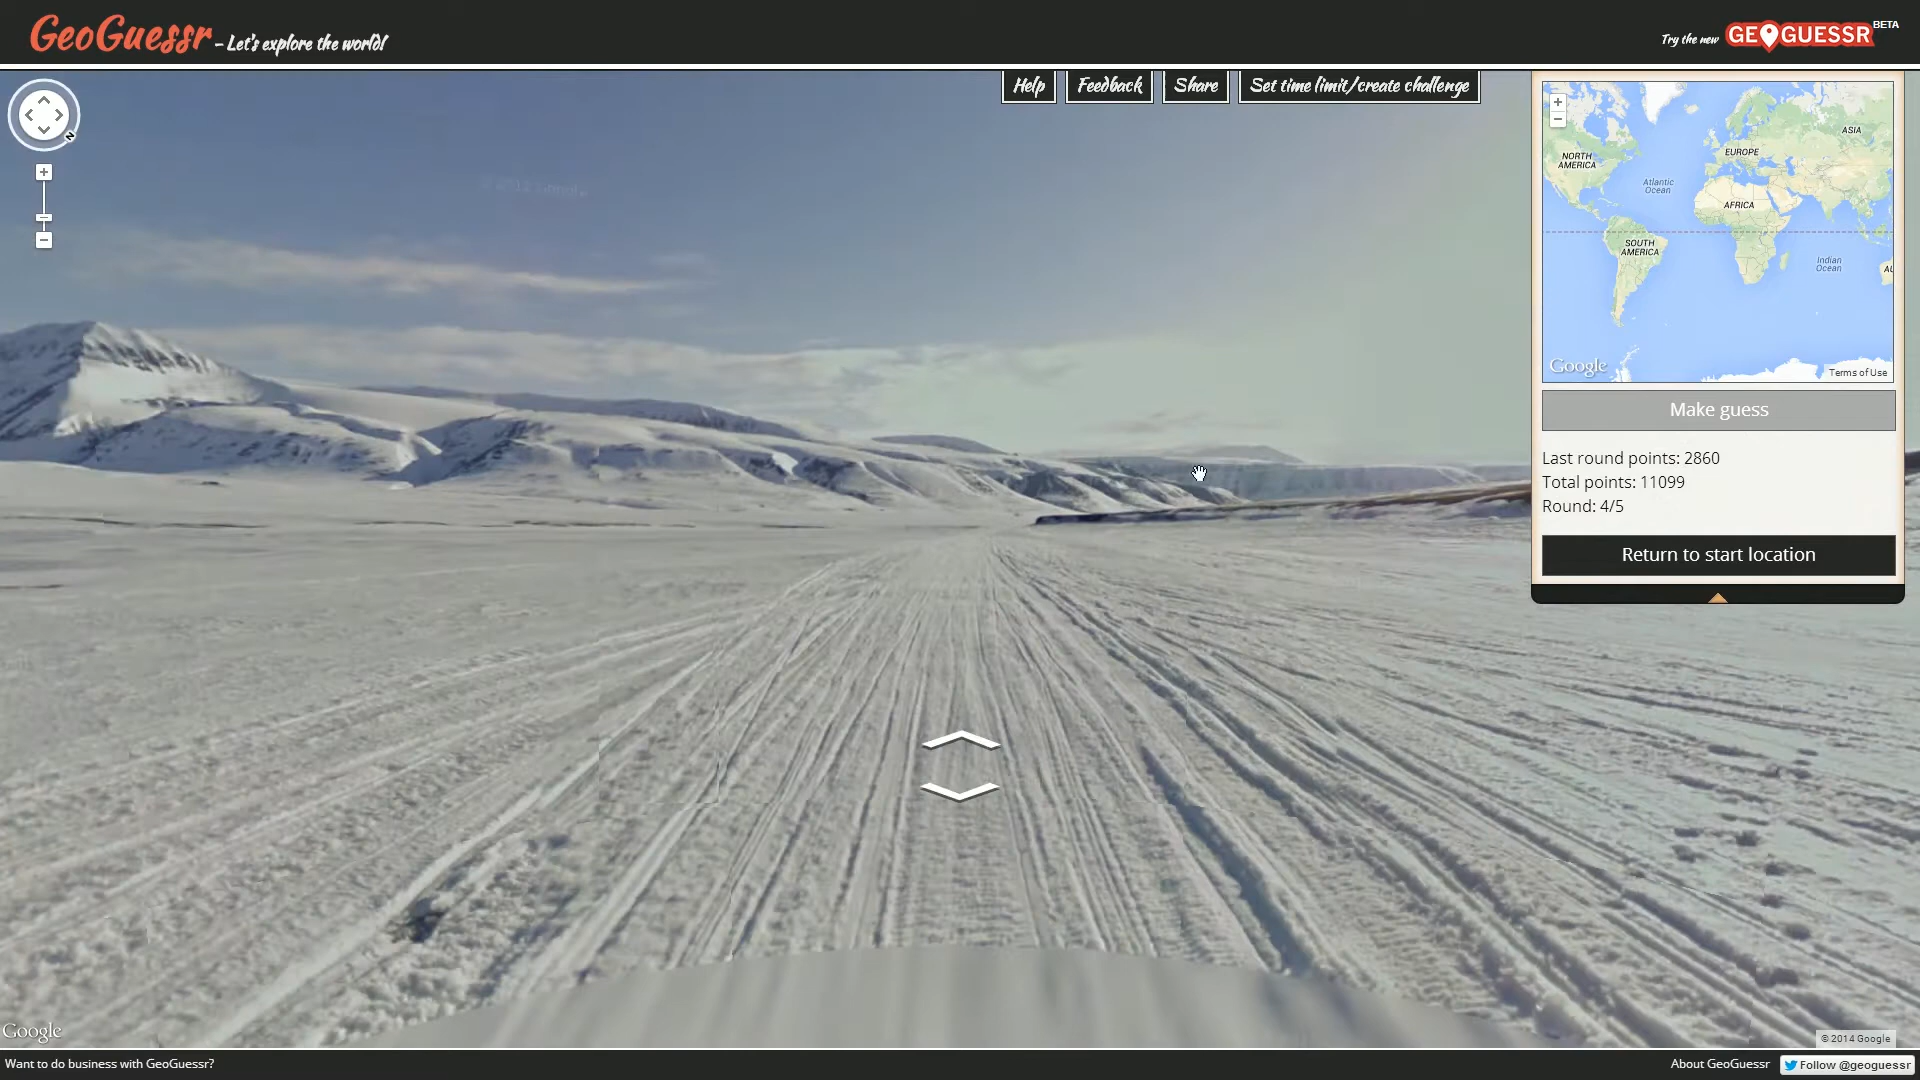 GeoGuessr - Let's explore the world!
Try the new GEOGUESSR BETA
Help
Feedback
Share
Set time limit/create challenge
NORTH AMERICA
EUROPE
ASIA
Atlantic Ocean
AFRICA
SOUTH AMERICA
Indian Ocean
AU
Google
Terms of Use
Make guess
Last round points: 2860
Total points: 11099
Round: 4/5
Return to start location
N
Google
© 2014 Google
Want to do business with GeoGuessr?
About GeoGuessr
Follow @geoguessr